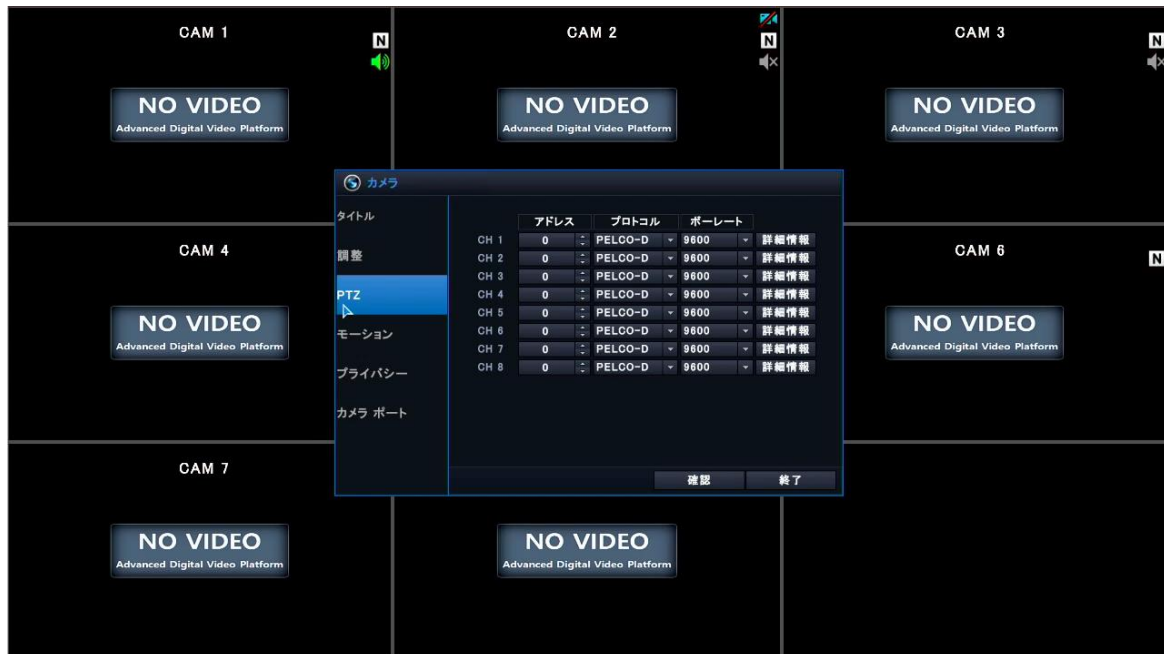 CAM 1
N
NO VIDEO
Advanced Digital Video Platform
CAM 2
N
NO VIDEO
Advanced Digital Video Platform
CAM 3
N
NO VIDEO
Advanced Digital Video Platform
カメラ
タイトル
調整
PTZ
モーション
プライバシー
カメラ ポート
アドレス プロトコル ボーレート
CH 1 0 PELCO-D 9600 詳細情報
CH 2 0 PELCO-D 9600 詳細情報
CH 3 0 PELCO-D 9600 詳細情報
CH 4 0 PELCO-D 9600 詳細情報
CH 5 0 PELCO-D 9600 詳細情報
CH 6 0 PELCO-D 9600 詳細情報
CH 7 0 PELCO-D 9600 詳細情報
CH 8 0 PELCO-D 9600 詳細情報
確認 終了
CAM 4
NO VIDEO
Advanced Digital Video Platform
CAM 6
N
NO VIDEO
Advanced Digital Video Platform
CAM 7
NO VIDEO
Advanced Digital Video Platform
NO VIDEO
Advanced Digital Video Platform